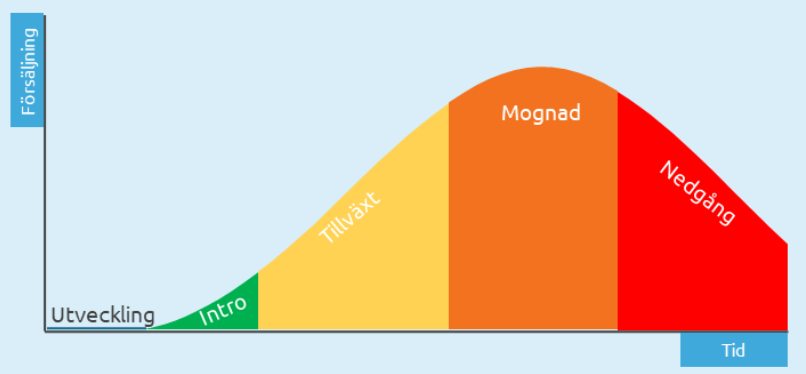 Försäljning
Utveckling
Intro
Tillväxt
Mognad
Nedgång
Tid